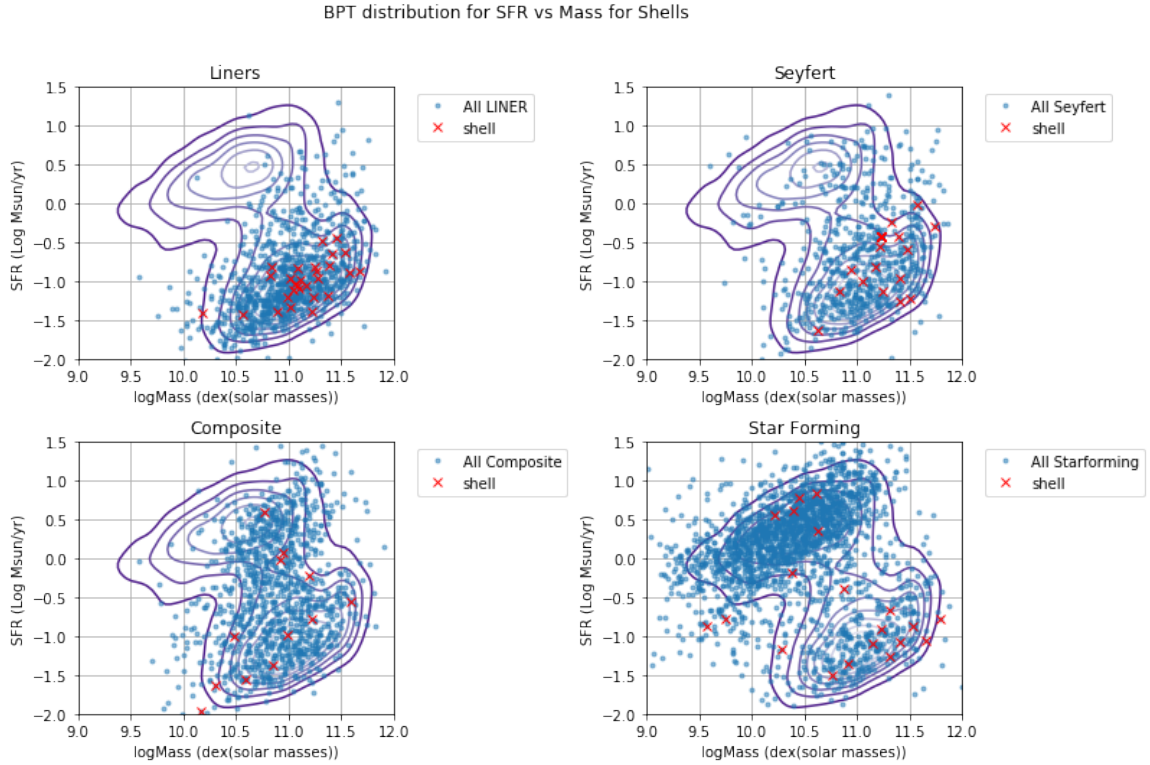 BPT distribution for SFR vs Mass for Shells
Liners
1.5
1.0
0.5
0.0
−0.5
−1.0
−1.5
−2.0
SFR (Log Msun/yr)
9.0 9.5 10.0 10.5 11.0 11.5 12.0
logMass (dex(solar masses))
All LINER
shell
Seyfert
1.5
1.0
0.5
0.0
−0.5
−1.0
−1.5
−2.0
SFR (Log Msun/yr)
9.0 9.5 10.0 10.5 11.0 11.5 12.0
logMass (dex(solar masses))
All Seyfert
shell
Composite
1.5
1.0
0.5
0.0
−0.5
−1.0
−1.5
−2.0
SFR (Log Msun/yr)
9.0 9.5 10.0 10.5 11.0 11.5 12.0
logMass (dex(solar masses))
All Composite
shell
Star Forming
1.5
1.0
0.5
0.0
−0.5
−1.0
−1.5
−2.0
SFR (Log Msun/yr)
9.0 9.5 10.0 10.5 11.0 11.5 12.0
logMass (dex(solar masses))
All Starforming
shell